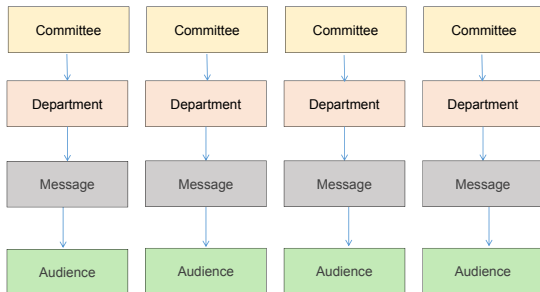 Committee Committee Committee Committee
Department Department Department Department
Message Message Message Message
Audience Audience Audience Audience